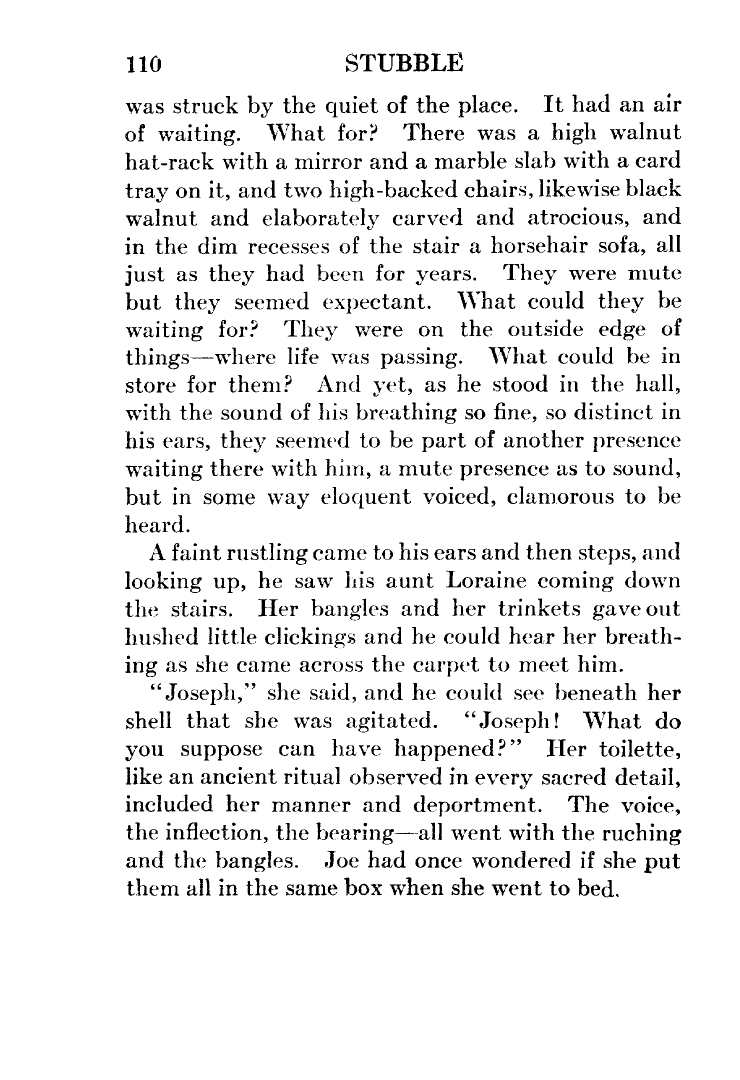 110 STUBBLE
was struck by the quiet of the place. It had an air
of waiting. What for? There was a high walnut
hat-rack with a mirror and a marble slab with a card
tray on it, and two high-backed chairs, likewise black
walnut and elaborately carved and atrocious, and
in the dim recesses of the stair a horsehair sofa, all
just as they had been for years. They were mute
but they seemed expectant. What could they be
waiting for? They were on the outside edge of
things—where life was passing. What could be in
store for them? And yet, as he stood in the hall,
with the sound of his breathing so fine, so distinct in
his ears, they seemed to be part of another presence
waiting there with him, a mute presence as to sound,
but in some way eloquent voiced, clamorous to be
heard.
A faint rustling came to his ears and then steps, and
looking up, he saw his aunt Loraine coming down
the stairs. Her bangles and her trinkets gave out
hushed little clickings and he could hear her breath-
ing as she came across the carpet to meet him.
"Joseph," she said, and he could see beneath her
shell that she was agitated. "Joseph! What do
you suppose can have happened?" Her toilette,
like an ancient ritual observed in every sacred detail,
included her manner and deportment. The voice,
the inflection, the bearing—all went with the ruching
and the bangles. Joe had once wondered if she put
them all in the same box when she went to bed.